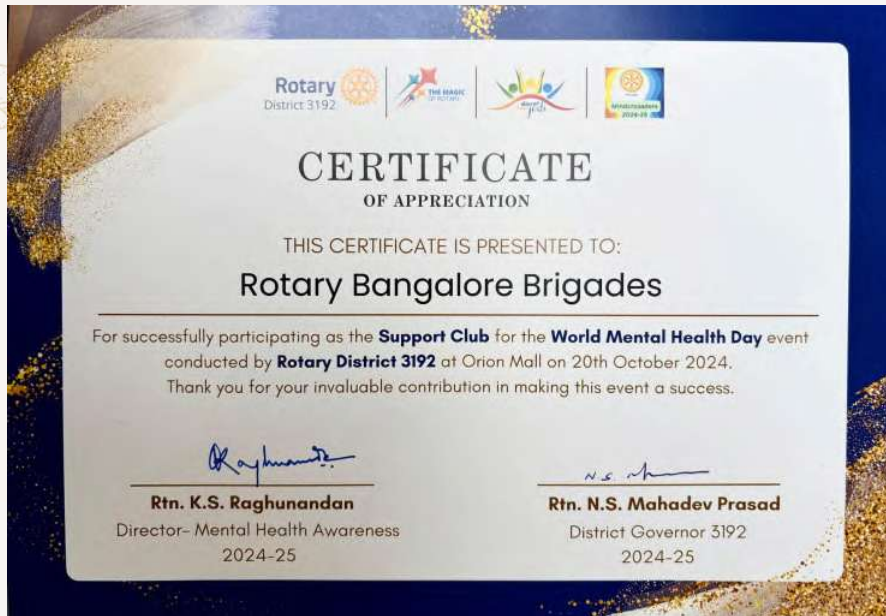 Rotary
District 3192
THE MAGIC
OF ROTARY
CERTIFICATE
OF APPRECIATION
THIS CERTIFICATE IS PRESENTED TO:
Rotary Bangalore Brigades
For successfully participating as the Support Club for the World Mental Health Day event
conducted by Rotary District 3192 at Orion Mall on 20th October 2024.
Thank you for your invaluable contribution in making this event a success.
N.S.
Rtn. K.S. Raghunandan
Rtn. N.S. Mahadev Prasad
Director- Mental Health Awareness
District Governor 3192
2024-25
2024-25